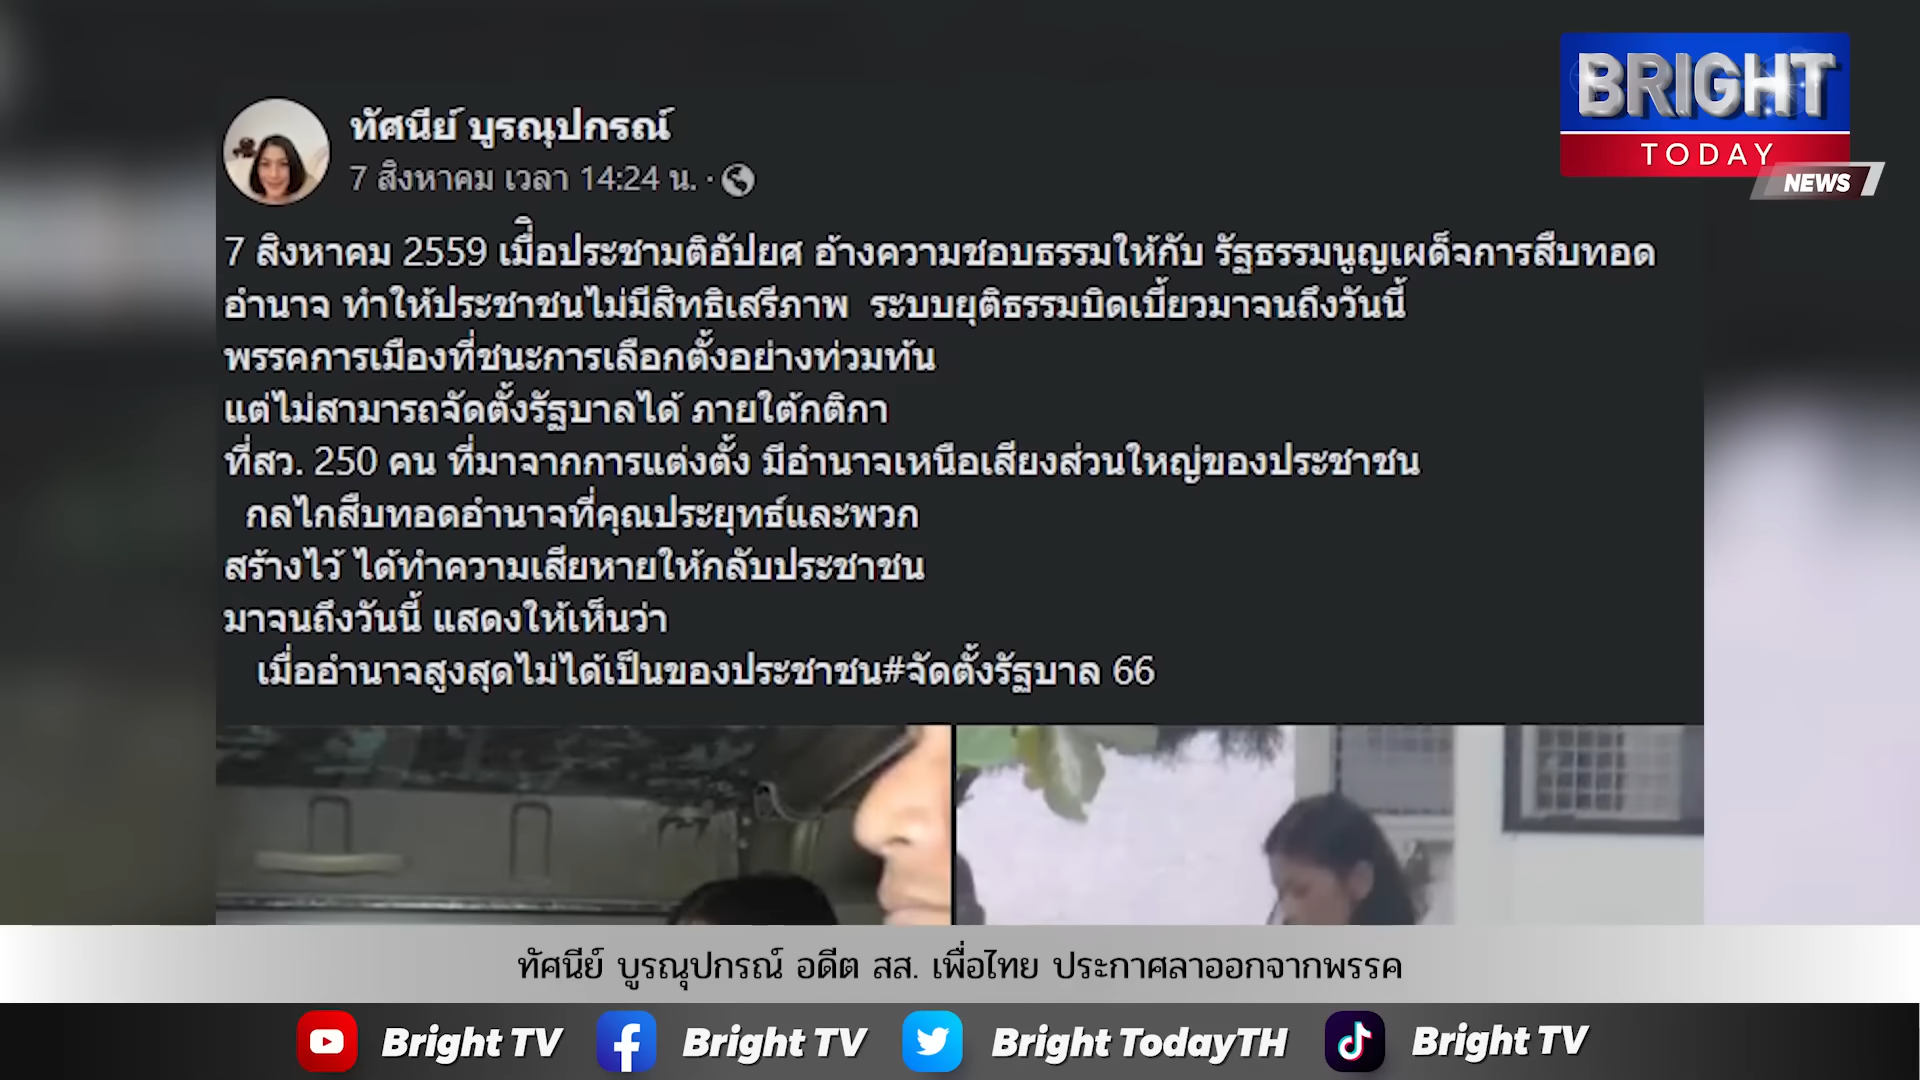 BRIGHT
TODAY
NEWS
ทัศนีย์ บูรณุปกรณ์
7 สิงหาคม เวลา 14:24 น. ·
7 สิงหาคม 2559 เมื่ิอประชามติอัปยศ อ้างความชอบธรรมให้กับ รัฐธรรมนูญเผด็จการสืบทอด
อำนาจ ทำให้ประชาชนไม่มีสิทธิเสรีภาพ ระบบยุติธรรมบิดเบี้ยวมาจนถึงวันนี้
พรรคการเมืองที่ชนะการเลือกตั้งอย่างท่วมท้น
แต่ไม่สามารถจัดตั้งรัฐบาลได้ ภายใต้กติกา
ที่สว. 250 คน ที่มาจากการแต่งตั้ง มีอำนาจเหนือเสียงส่วนใหญ่ของประชาชน
กลไกสืบทอดอำนาจที่คุณประยุทธ์และพวก
สร้างไว้ ได้ทำความเสียหายให้กลับประชาชน
มาจนถึงวันนี้ แสดงให้เห็นว่า
เมื่ออำนาจสูงสุดไม่ได้เป็นของประชาชน#จัดตั้งรัฐบาล 66
ทัศนีย์ บูรณุปกรณ์ อดีต สส. เพื่อไทย ประกาศลาออกจากพรรค
Bright TV Bright TV Bright TodayTH Bright TV